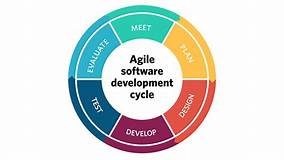 MEET
PLAN
DESIGN
DEVELOP
TEST
EVALUATE
Agile
software
development
cycle